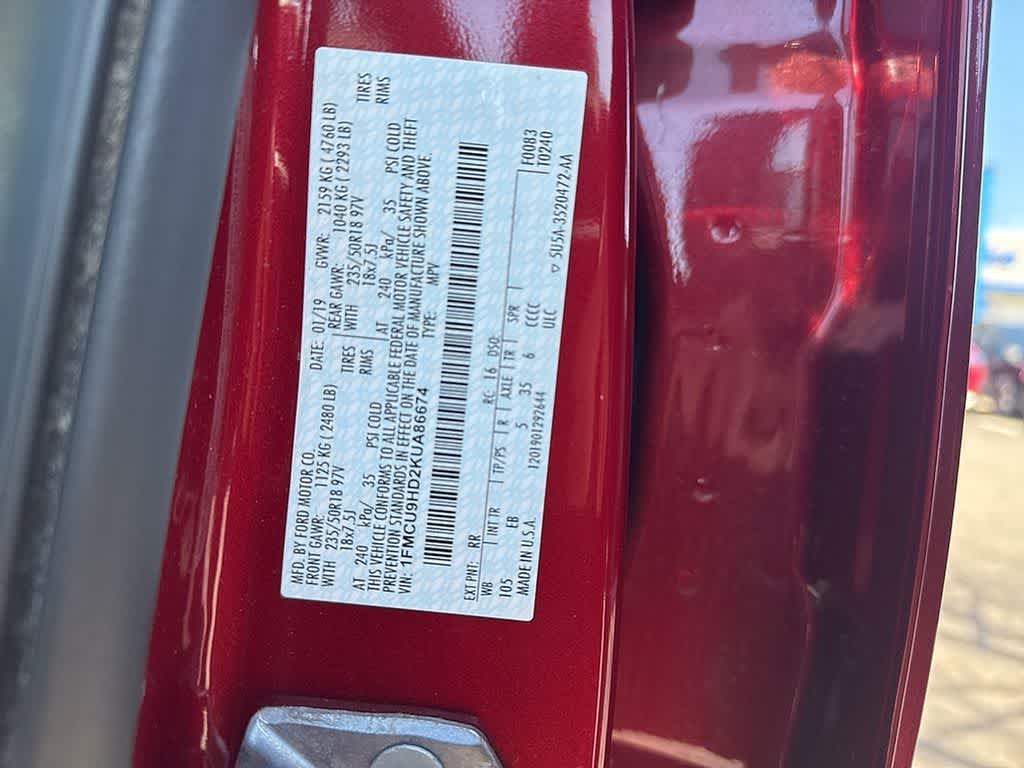 MFD. BY FORD MOTOR CO.
DATE: 01/19 GVWR: 2159 KG ( 4760 LB)
FRONT GAWR: 1125 KG ( 2480 LB) REAR GAWR: 1040 KG ( 2293 LB)
WITH 235/50R18 97V TIRES WITH 235/50R18 97V TIRES
18x7.5J RIMS 18x7.5J RIMS
AT 240 kPa/ 35 PSI COLD AT 240 kPa/ 35 PSI COLD
THIS VEHICLE CONFORMS TO ALL APPLICABLE FEDERAL MOTOR VEHICLE SAFETY AND THEFT
PREVENTION STANDARDS IN EFFECT ON THE DATE OF MANUFACTURE SHOWN ABOVE.
VIN: 1FMCU9HD2KUA86674 TYPE: MPV
F0083
T0240
EXT PNT: RR RC: 16 DSO:
WB INT TR TP/PS R AXLE TR SPR
105 EB 5 35 6 CCCC
MADE IN U.S.A. 1201901292644 ULC
▽ 5U5A-3520472-AA